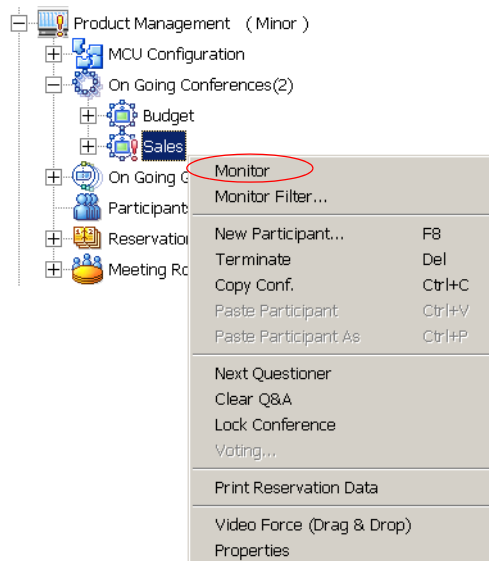 Product Management ( Minor )
MCU Configuration
On Going Conferences(2)
Budget
Sales
On Going G
Participant
Reservation
Meeting Ro
Monitor
Monitor Filter...
New Participant... F8
Terminate Del
Copy Conf. Ctrl+C
Paste Participant Ctrl+V
Paste Participant As Ctrl+P
Next Questioner
Clear Q&A
Lock Conference
Voting...
Print Reservation Data
Video Force (Drag & Drop)
Properties